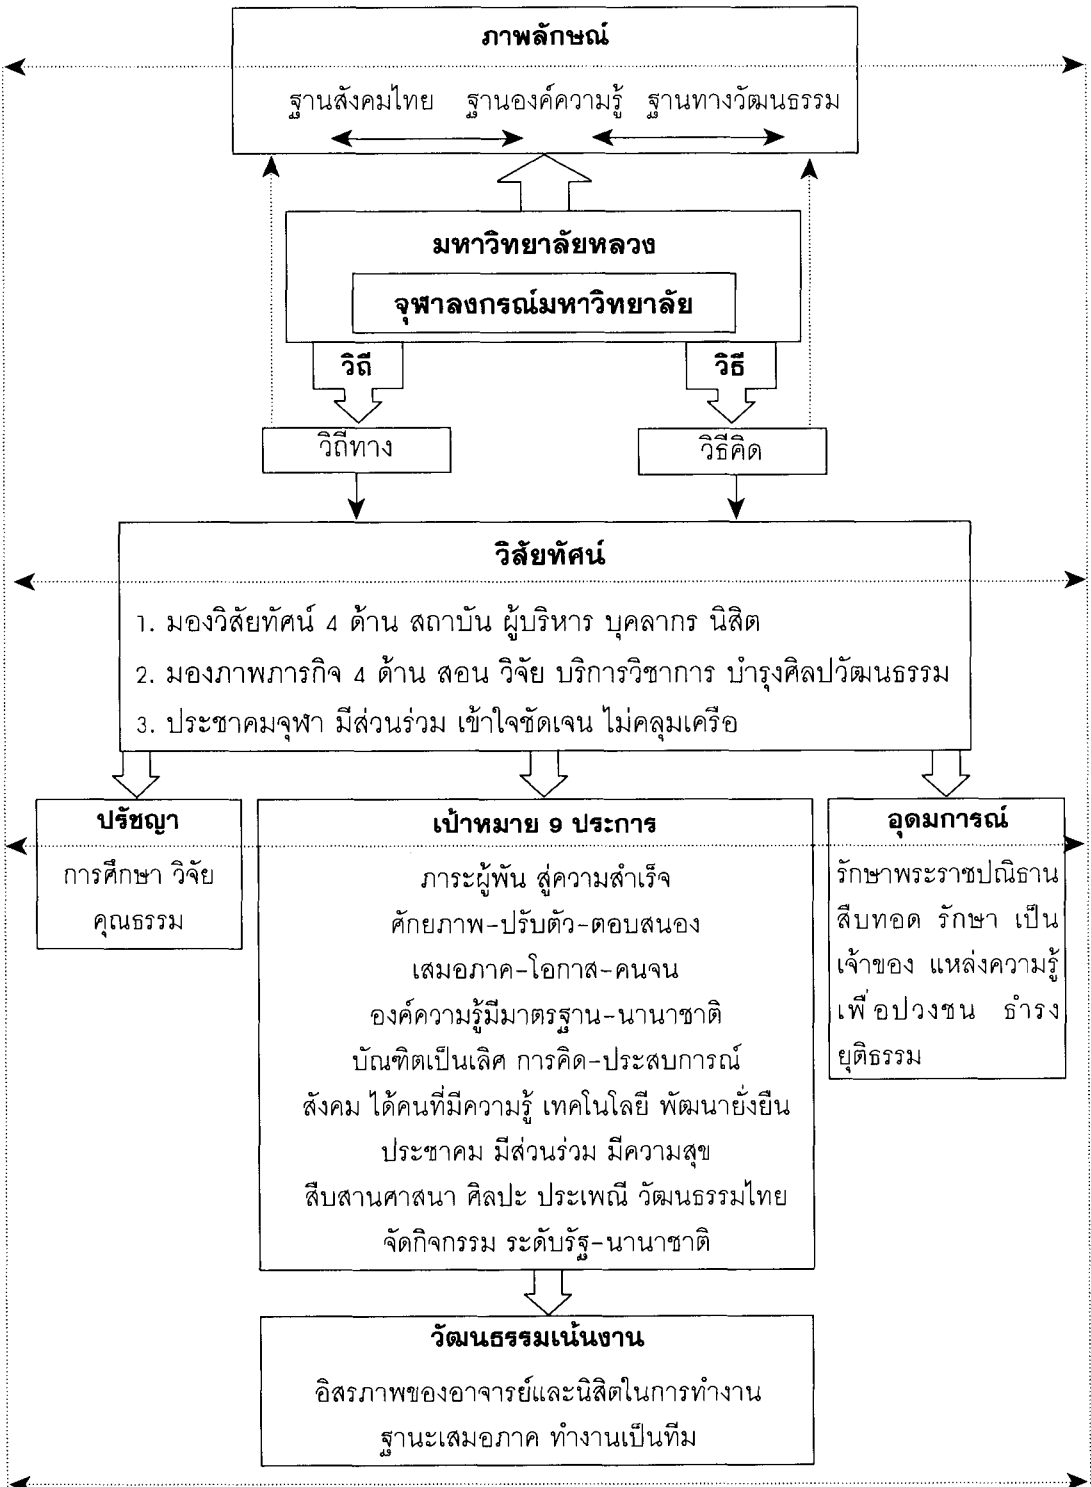 ภาพลักษณ์
ฐานสังคมไทย ฐานองค์ความรู้ ฐานทางวัฒนธรรม
มหาวิทยาลัยหลวง
จุฬาลงกรณ์มหาวิทยาลัย
วิถี วิธี
วิถีทาง วิธีคิด
วิสัยทัศน์
1. มองวิสัยทัศน์ 4 ด้าน สถาบัน ผู้บริหาร บุคลากร นิสิต
2. มองภาพภารกิจ 4 ด้าน สอน วิจัย บริการวิชาการ บำรุงศิลปวัฒนธรรม
3. ประชาคมจุฬา มีส่วนร่วม เข้าใจชัดเจน ไม่คลุมเครือ
ปรัชญา
การศึกษา วิจัย
คุณธรรม
เป้าหมาย 9 ประการ
ภาระผู้พัน สู่ความสำเร็จ
ศักยภาพ-ปรับตัว-ตอบสนอง
เสมอภาค-โอกาส-คนจน
องค์ความรู้มีมาตรฐาน-นานาชาติ
บัณฑิตเป็นเลิศ การคิด-ประสบการณ์
สังคม ได้คนที่มีความรู้ เทคโนโลยี พัฒนายั่งยืน
ประชาคม มีส่วนร่วม มีความสุข
สืบสานศาสนา ศิลปะ ประเพณี วัฒนธรรมไทย
จัดกิจกรรม ระดับรัฐ-นานาชาติ
อุดมการณ์
รักษาพระราชปณิธาน
สืบทอด รักษา เป็น
เจ้าของ แหล่งความรู้
เพื่อปวงชน ธำรง
ยุติธรรม
วัฒนธรรมเน้นงาน
อิสรภาพของอาจารย์และนิสิตในการทำงาน
ฐานะเสมอภาค ทำงานเป็นทีม